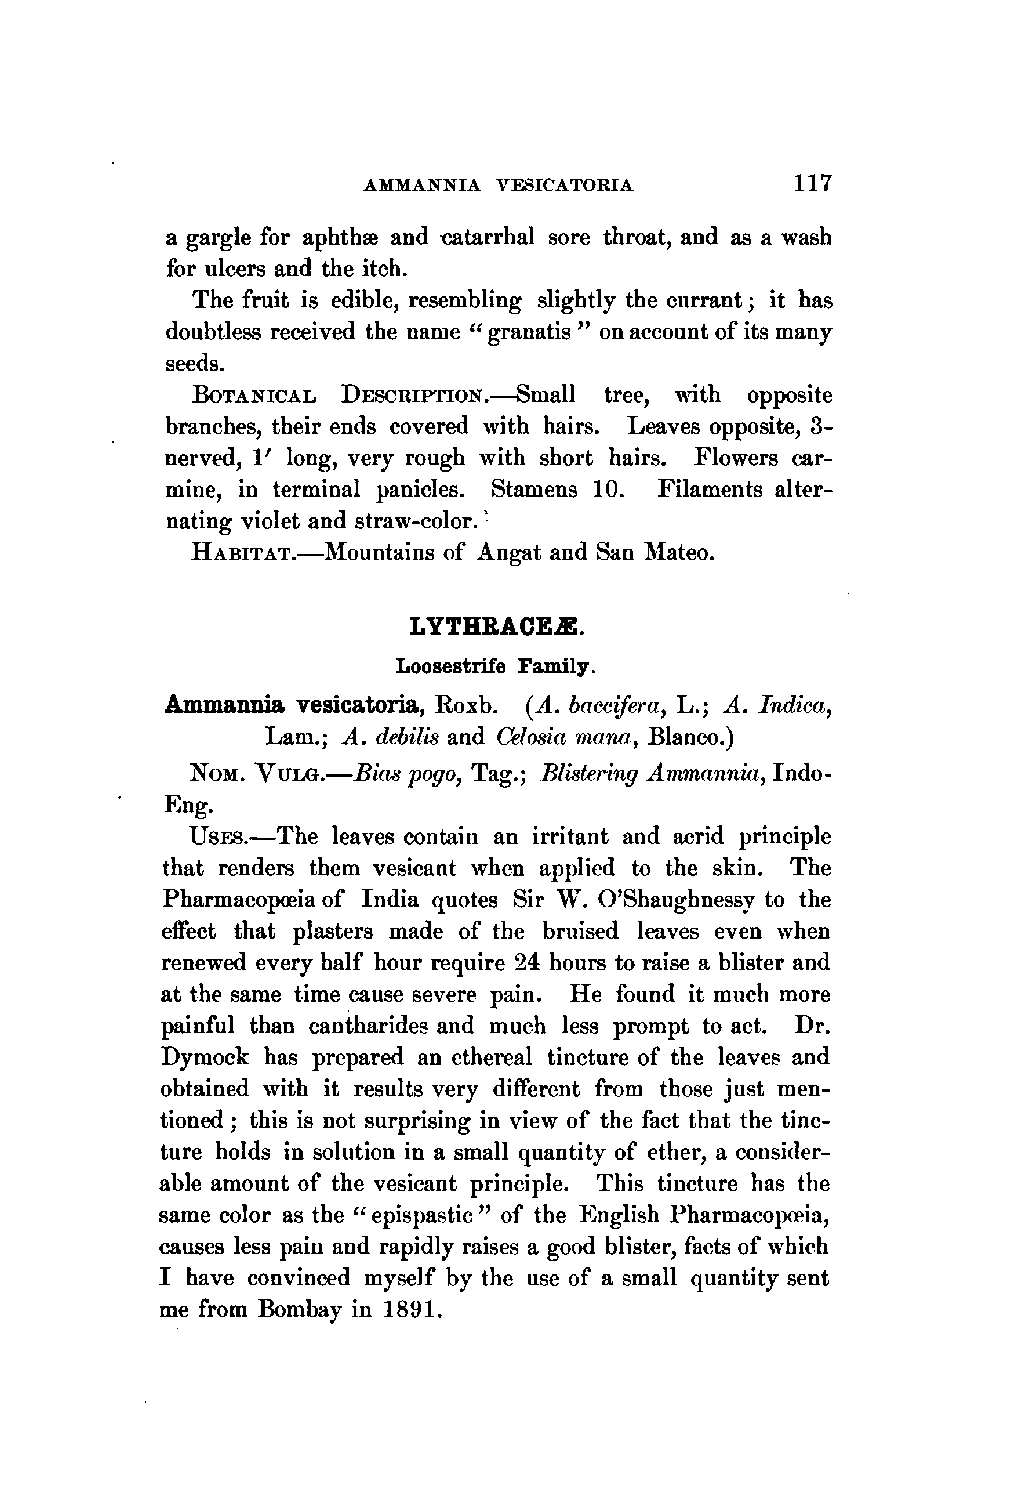 AMMANNIA VESICATORIA 117
a gargle for aphthæ and catarrhal sore throat, and as a wash
for ulcers and the itch.
The fruit is edible, resembling slightly the currant; it has
doubtless received the name “granatis” on account of its many
seeds.
BOTANICAL DESCRIPTION.—Small tree, with opposite
branches, their ends covered with hairs. Leaves opposite, 3-
nerved, 1′ long, very rough with short hairs. Flowers car-
mine, in terminal panicles. Stamens 10. Filaments alter-
nating violet and straw-color.
HABITAT.—Mountains of Angat and San Mateo.
LYTHRACEÆ.
Loosestrife Family.
Ammannia vesicatoria, Roxb. (A. baccifera, L.; A. Indica,
Lam.; A. debilis and Celosia mana, Blanco.)
NOM. VULG.—Bias pogo, Tag.; Blistering Ammannia, Indo-
Eng.
USES.—The leaves contain an irritant and acrid principle
that renders them vesicant when applied to the skin. The
Pharmacopœia of India quotes Sir W. O'Shaughnessy to the
effect that plasters made of the bruised leaves even when
renewed every half hour require 24 hours to raise a blister and
at the same time cause severe pain. He found it much more
painful than cantharides and much less prompt to act. Dr.
Dymock has prepared an ethereal tincture of the leaves and
obtained with it results very different from those just men-
tioned; this is not surprising in view of the fact that the tinc-
ture holds in solution in a small quantity of ether, a consider-
able amount of the vesicant principle. This tincture has the
same color as the “epispastic” of the English Pharmacopœia,
causes less pain and rapidly raises a good blister, facts of which
I have convinced myself by the use of a small quantity sent
me from Bombay in 1891.